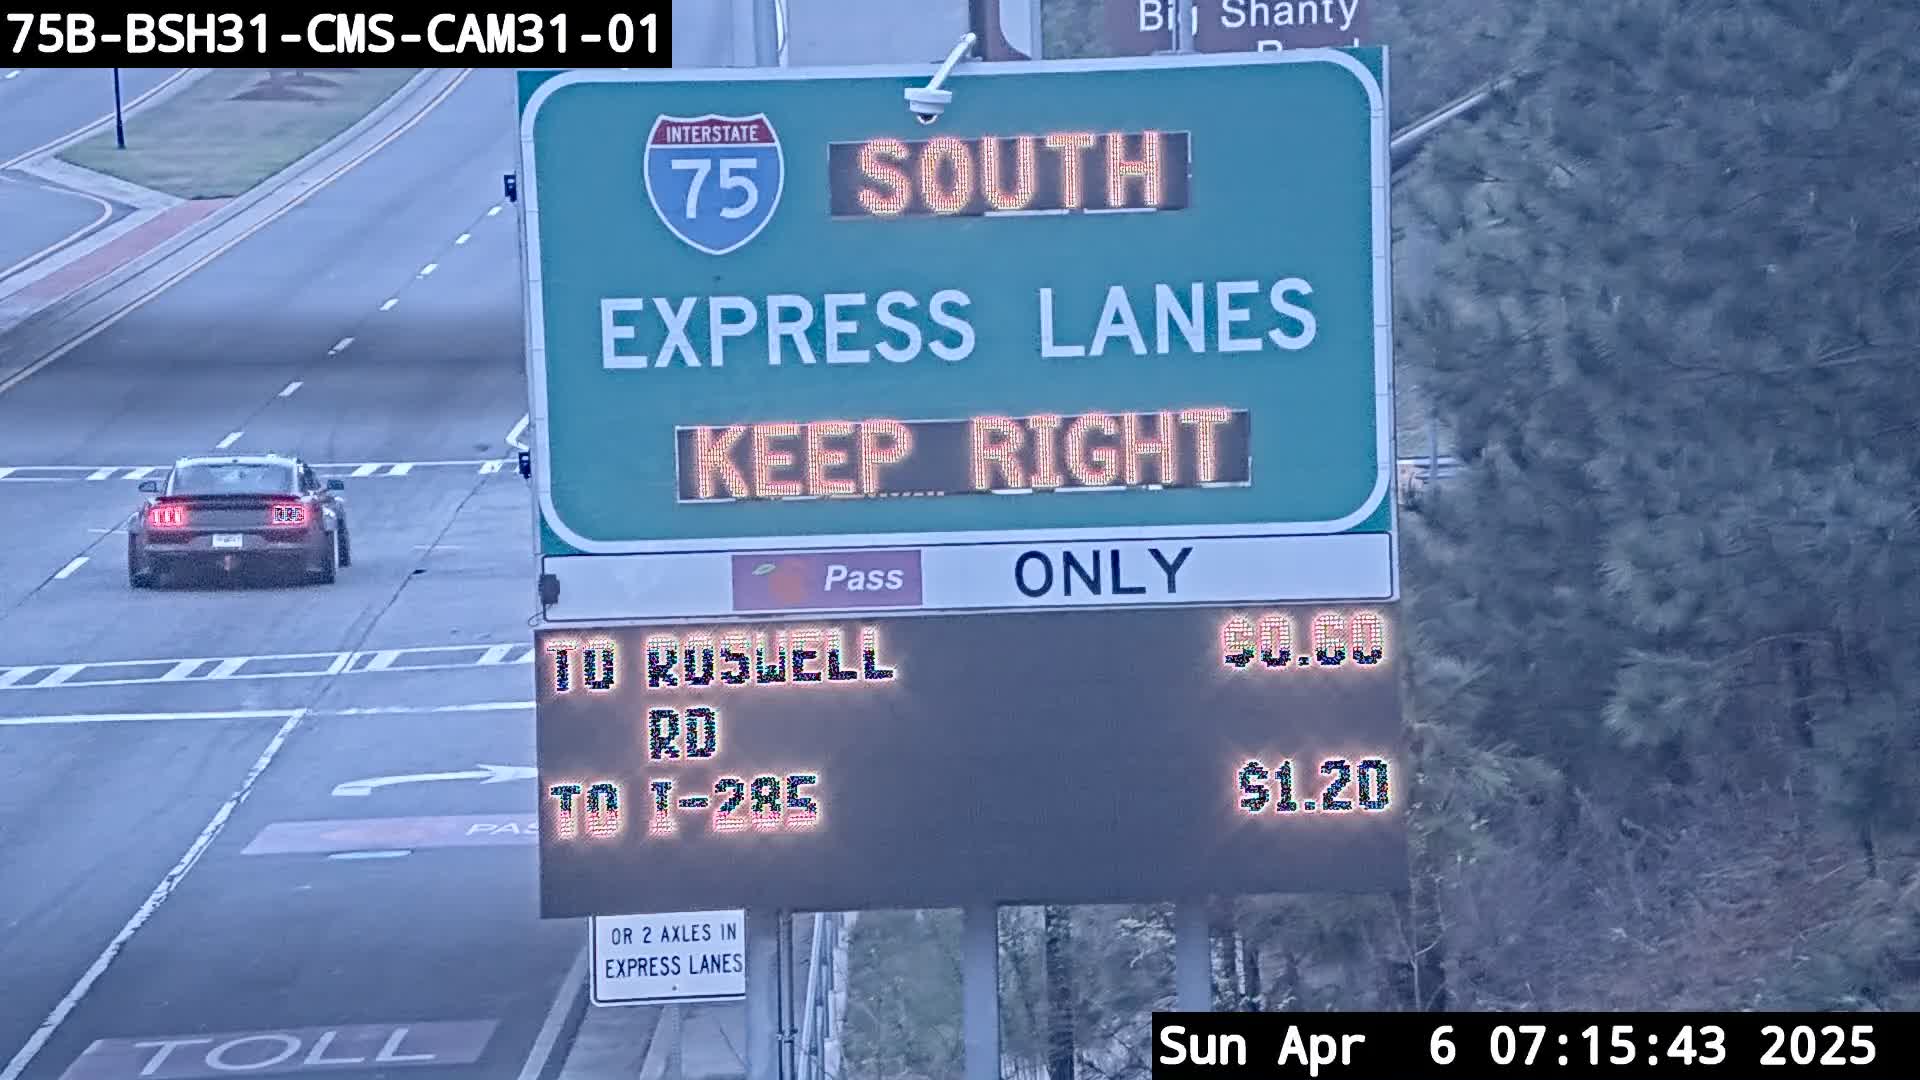 75B-BSH31-CMS-CAM31-01
Big Shanty
INTERSTATE
75
SOUTH
EXPRESS LANES
KEEP RIGHT
Pass ONLY
TO ROSWELL $0.60
RD
TO I-285 $1.20
OR 2 AXLES IN
EXPRESS LANES
TOLL
Sun Apr 6 07:15:43 2025